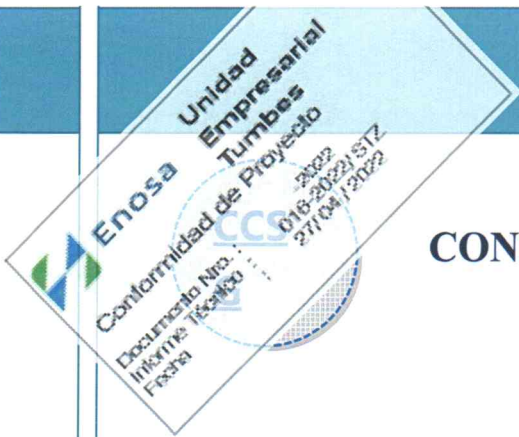 Enosa
Unidad
Empresarial
Tumbes
Conformidad de Proyecto
Documento Nro. : -2022
Informe Técnico : 016-2022/ STZ
Fecha : 27/ 04 / 2022
CCS
G
CON